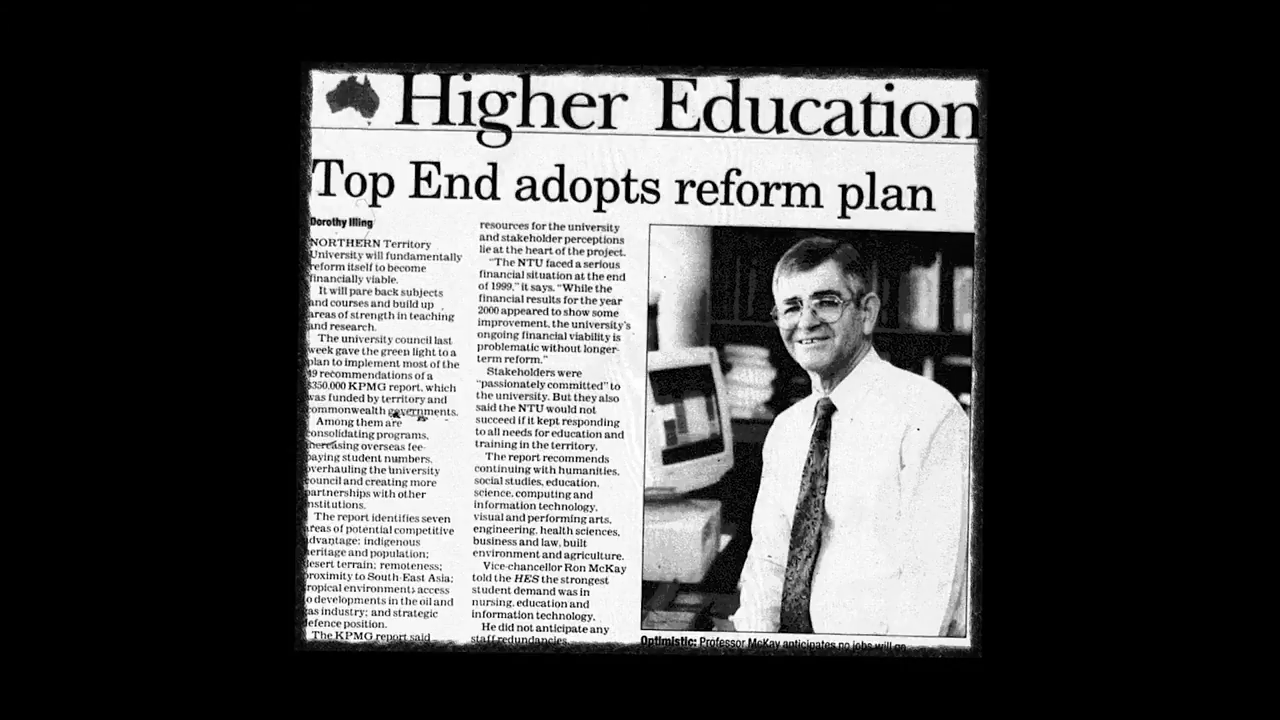 Higher Education
Top End adopts reform plan
Dorothy Illing
NORTHERN Territory
University will fundamentally
reform itself to become
financially viable.
It will pare back subjects
and courses and build up
areas of strength in teaching
and research.
The university council last
week gave the green light to a
plan to implement most of the
49 recommendations of a
$350,000 KPMG report, which
was funded by territory and
commonwealth governments.
Among them are
consolidating programs,
increasing overseas fee-
paying student numbers,
overhauling the university
council and creating more
partnerships with other
institutions.
The report identifies seven
areas of potential competitive
advantage: indigenous
heritage and population;
desert terrain; remoteness;
proximity to South-East Asia;
tropical environment; access
to developments in the oil and
gas industry; and strategic
defence position.
The KPMG report said
resources for the university
and stakeholder perceptions
lie at the heart of the project.
"The NTU faced a serious
financial situation at the end
of 1999," it says. "While the
financial results for the year
2000 appeared to show some
improvement, the university's
ongoing financial viability is
problematic without longer-
term reform."
Stakeholders were
"passionately committed" to
the university. But they also
said the NTU would not
succeed if it kept responding
to all needs for education and
training in the territory.
The report recommends
continuing with humanities,
social studies, education,
science, computing and
information technology,
visual and performing arts,
engineering, health sciences,
business and law, built
environment and agriculture.
Vice-chancellor Ron McKay
told the HES the strongest
student demand was in
nursing, education and
information technology.
He did not anticipate any
staff redundancies
Optimistic: Professor McKay anticipates no jobs will go